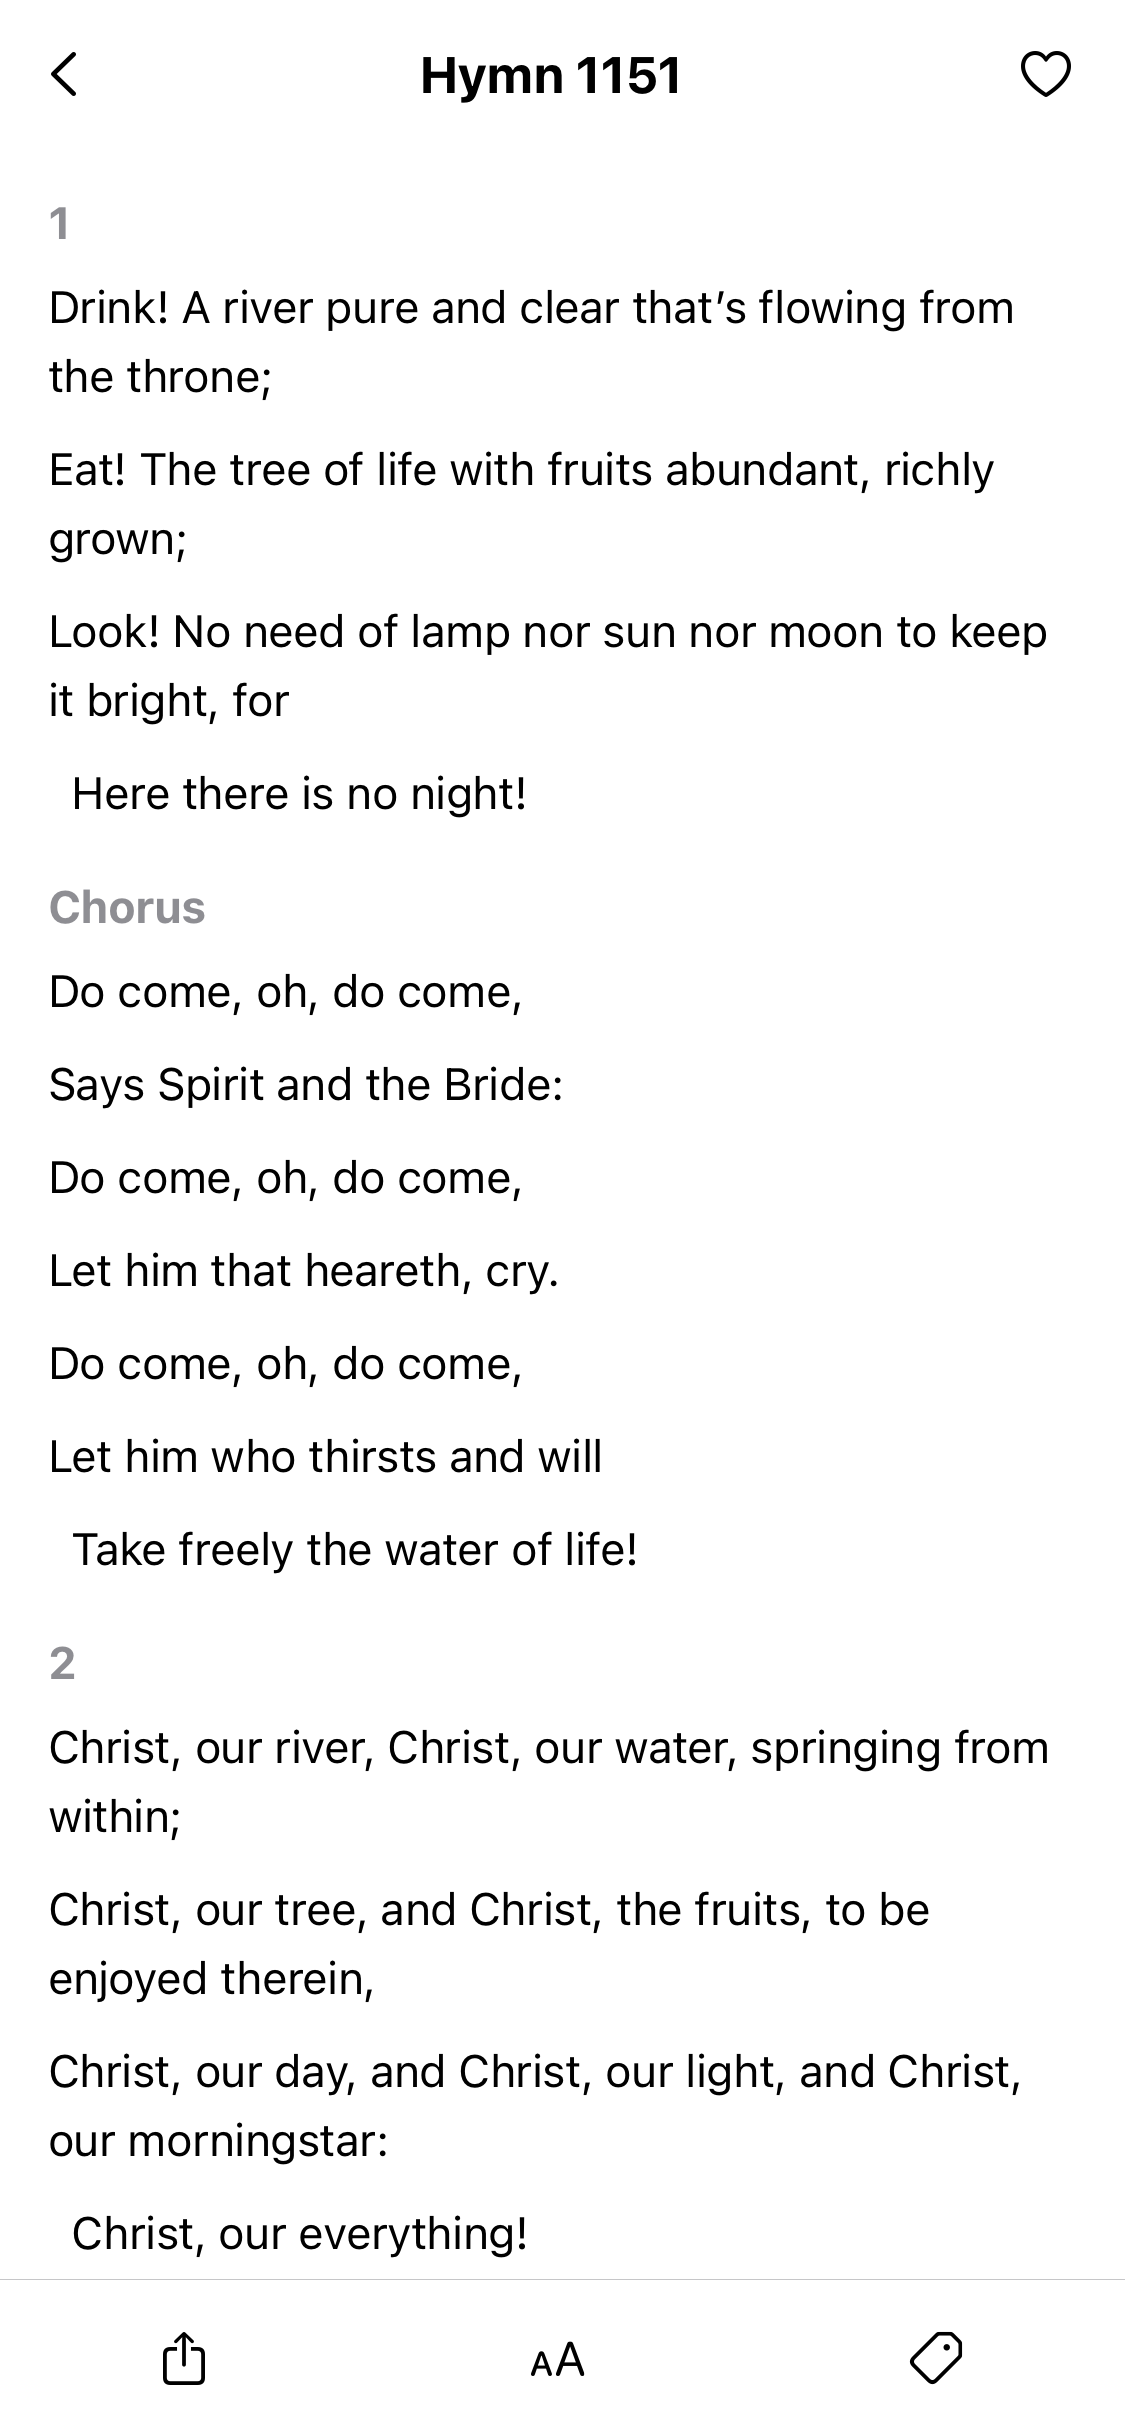 Hymn 1151
1
Drink! A river pure and clear that’s flowing from
the throne;
Eat! The tree of life with fruits abundant, richly
grown;
Look! No need of lamp nor sun nor moon to keep
it bright, for
Here there is no night!
Chorus
Do come, oh, do come,
Says Spirit and the Bride:
Do come, oh, do come,
Let him that heareth, cry.
Do come, oh, do come,
Let him who thirsts and will
Take freely the water of life!
2
Christ, our river, Christ, our water, springing from
within;
Christ, our tree, and Christ, the fruits, to be
enjoyed therein,
Christ, our day, and Christ, our light, and Christ,
our morningstar:
Christ, our everything!
AA